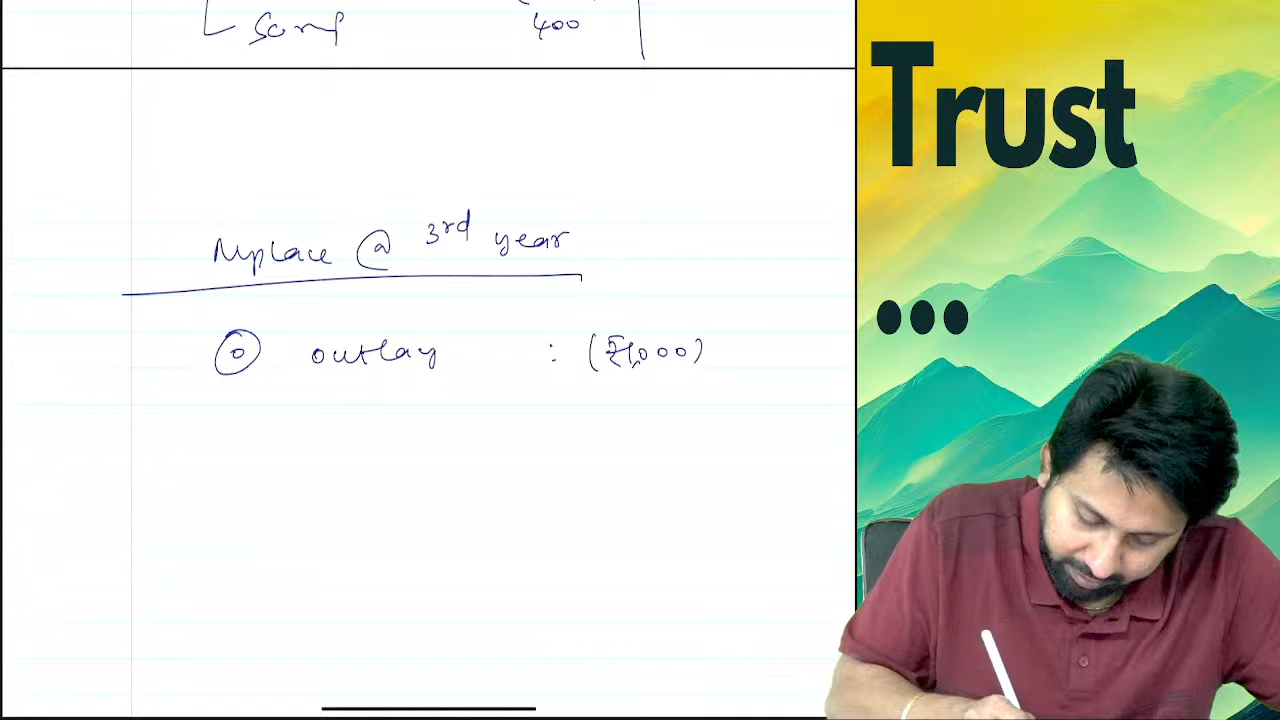 Scrap 400
Replace @ 3rd year
0 outlay : (₹1,000)
Trust
...